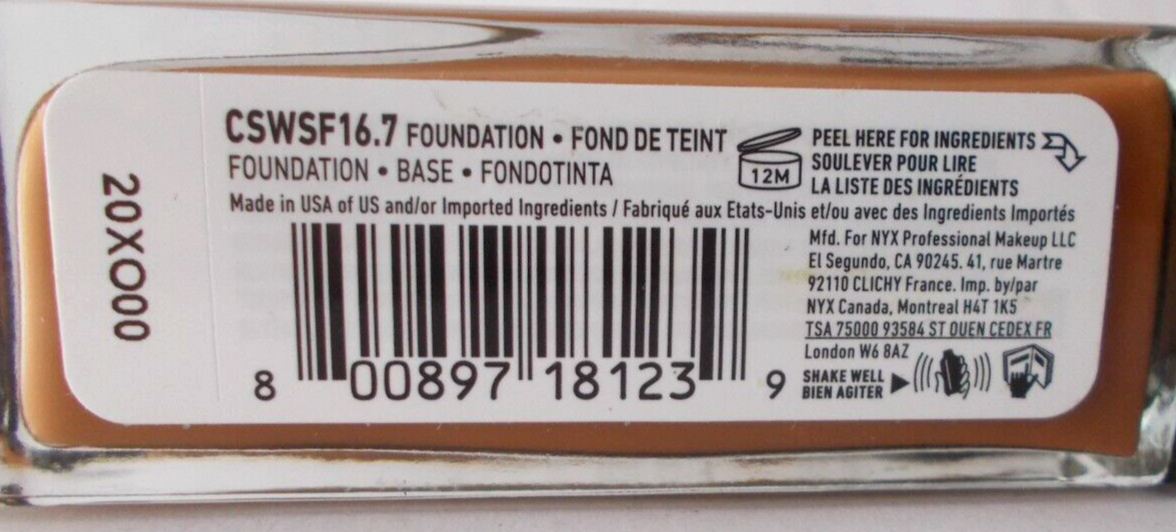 CSWSF16.7 FOUNDATION • FOND DE TEINT
FOUNDATION • BASE • FONDOTINTA
12M
PEEL HERE FOR INGREDIENTS
SOULEVER POUR LIRE
LA LISTE DES INGRÉDIENTS
Made in USA of US and/or Imported Ingredients / Fabriqué aux Etats-Unis et/ou avec des Ingredients Importés
Mfd. For NYX Professional Makeup LLC
El Segundo, CA 90245. 41, rue Martre
92110 CLICHY France. Imp. by/par
NYX Canada, Montreal H4T 1K5
TSA 75000 93584 ST OUEN CEDEX FR
London W6 8AZ
SHAKE WELL
BIEN AGITER
8 00897 18123 9
20XO00